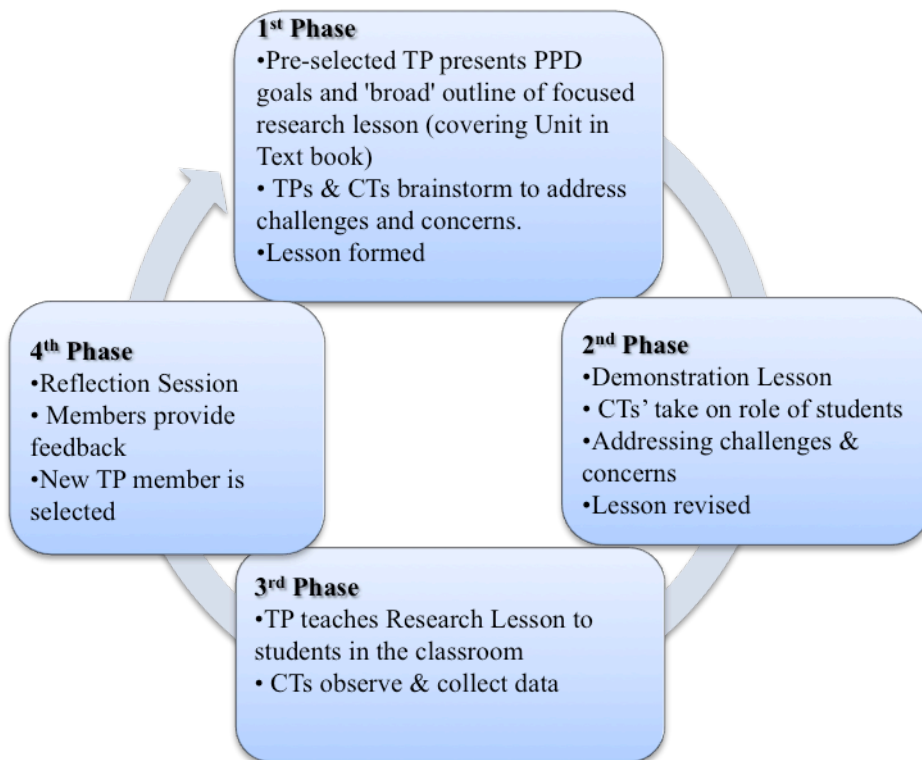 1st Phase
•Pre-selected TP presents PPD
goals and 'broad' outline of focused
research lesson (covering Unit in
Text book)
• TPs & CTs brainstorm to address
challenges and concerns.
•Lesson formed
2nd Phase
•Demonstration Lesson
• CTs’ take on role of students
•Addressing challenges &
concerns
•Lesson revised
3rd Phase
•TP teaches Research Lesson to
students in the classroom
• CTs observe & collect data
4th Phase
•Reflection Session
• Members provide
feedback
•New TP member is
selected